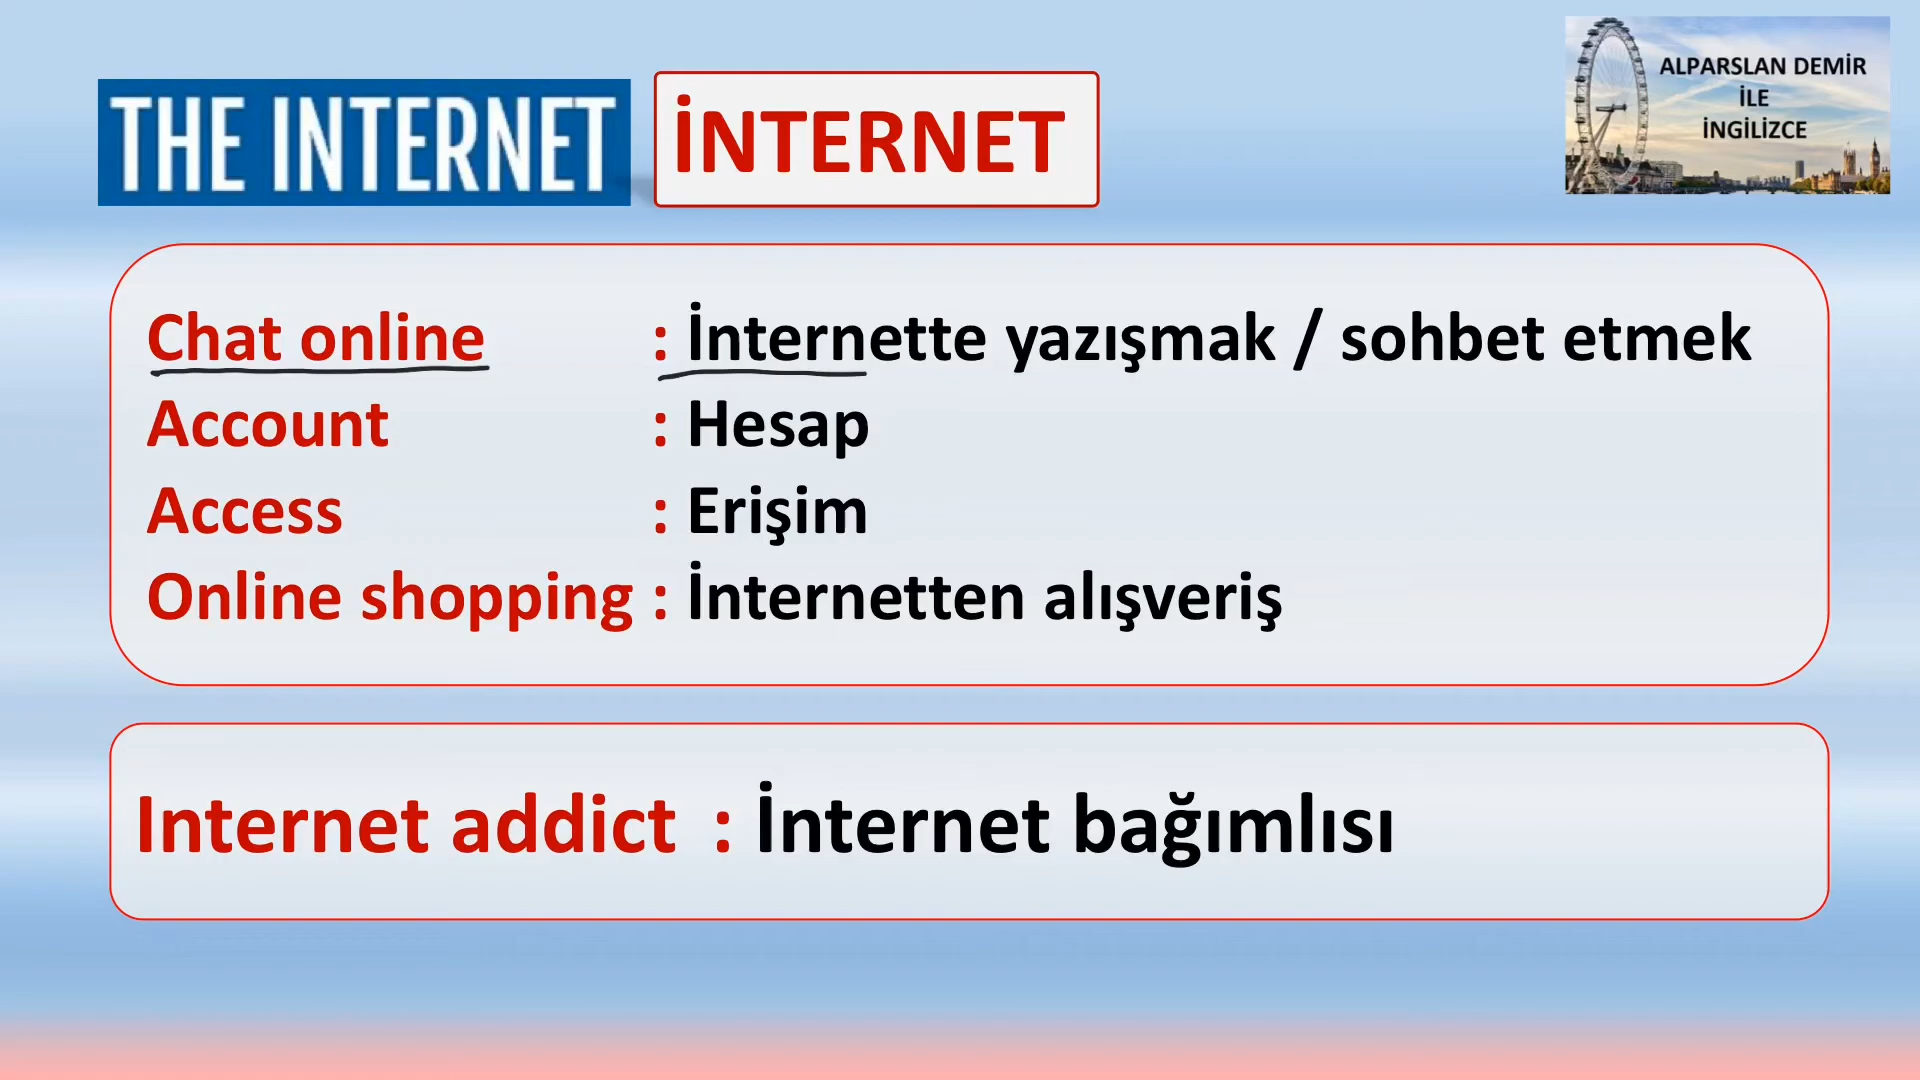 THE INTERNET İNTERNET
ALPARSLAN DEMİR
İLE
İNGİLİZCE
Chat online : İnternette yazışmak / sohbet etmek
Account : Hesap
Access : Erişim
Online shopping : İnternetten alışveriş
Internet addict : İnternet bağımlısı